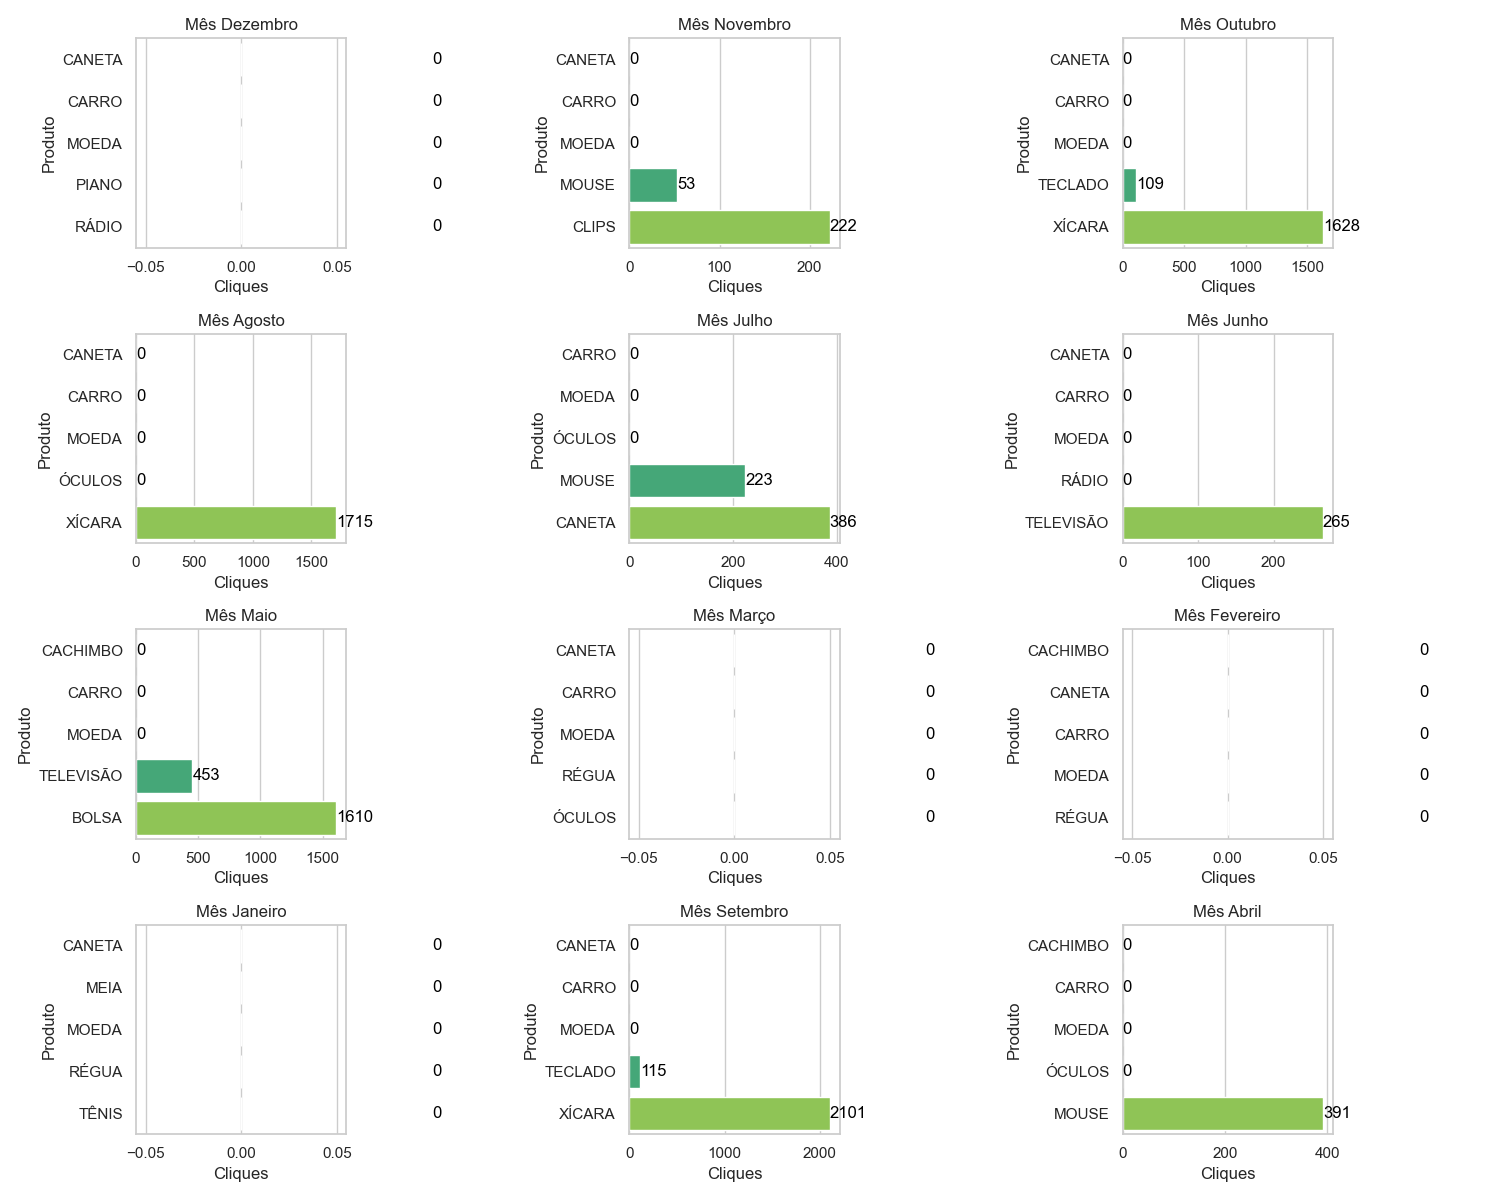 Mês Dezembro
Produto
CANETA 0
CARRO 0
MOEDA 0
PIANO 0
RÁDIO 0
−0.05 0.00 0.05
Cliques
Mês Novembro
Produto
CANETA 0
CARRO 0
MOEDA 0
MOUSE 53
CLIPS 222
0 100 200
Cliques
Mês Outubro
Produto
CANETA 0
CARRO 0
MOEDA 0
TECLADO 109
XÍCARA 1628
0 500 1000 1500
Cliques
Mês Agosto
Produto
CANETA 0
CARRO 0
MOEDA 0
ÓCULOS 0
XÍCARA 1715
0 500 1000 1500
Cliques
Mês Julho
Produto
CARRO 0
MOEDA 0
ÓCULOS 0
MOUSE 223
CANETA 386
0 200 400
Cliques
Mês Junho
Produto
CANETA 0
CARRO 0
MOEDA 0
RÁDIO 0
TELEVISÃO 265
0 100 200
Cliques
Mês Maio
Produto
CACHIMBO 0
CARRO 0
MOEDA 0
TELEVISÃO 453
BOLSA 1610
0 500 1000 1500
Cliques
Mês Março
Produto
CANETA 0
CARRO 0
MOEDA 0
RÉGUA 0
ÓCULOS 0
−0.05 0.00 0.05
Cliques
Mês Fevereiro
Produto
CACHIMBO 0
CANETA 0
CARRO 0
MOEDA 0
RÉGUA 0
−0.05 0.00 0.05
Cliques
Mês Janeiro
Produto
CANETA 0
MEIA 0
MOEDA 0
RÉGUA 0
TÊNIS 0
−0.05 0.00 0.05
Cliques
Mês Setembro
Produto
CANETA 0
CARRO 0
MOEDA 0
TECLADO 115
XÍCARA 2101
0 1000 2000
Cliques
Mês Abril
Produto
CACHIMBO 0
CARRO 0
MOEDA 0
ÓCULOS 0
MOUSE 391
0 200 400
Cliques